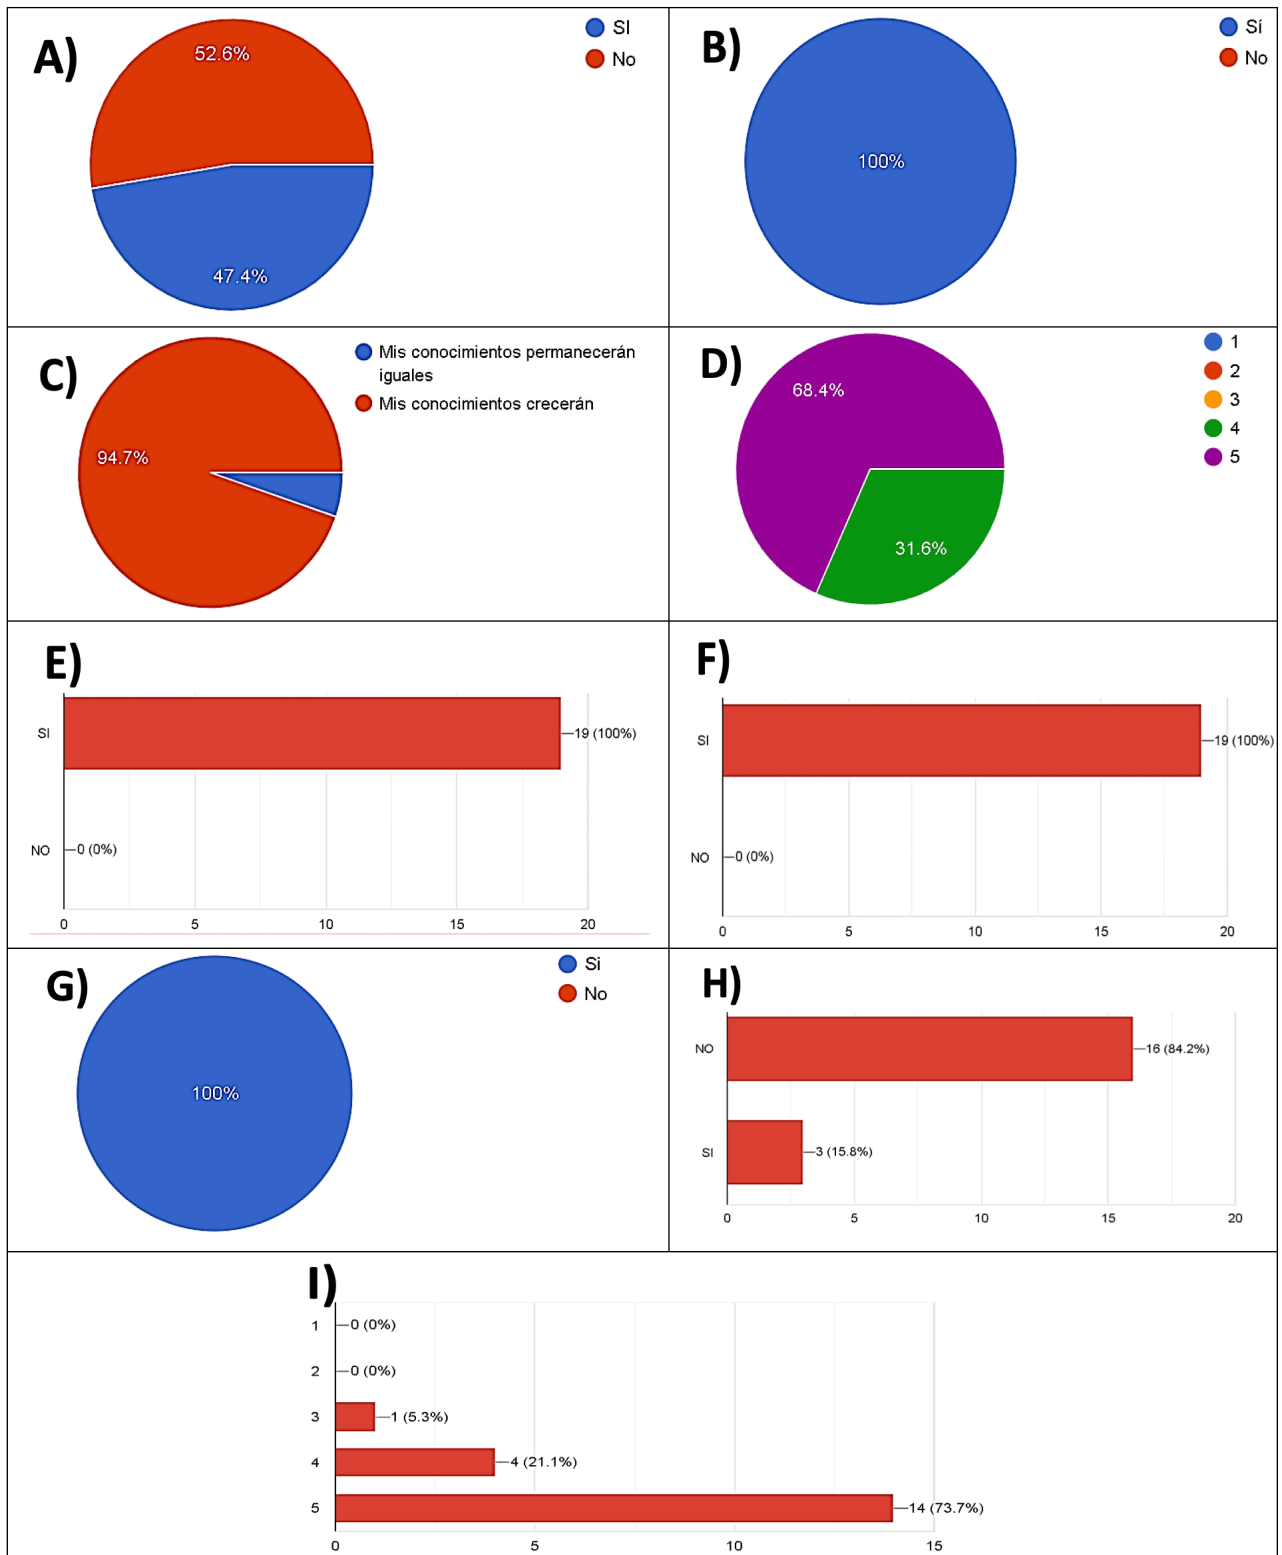 A)
52.6%
47.4%
SI
No
B)
100%
Sí
No
C)
94.7%
Mis conocimientos permanecerán
iguales
Mis conocimientos crecerán
D)
68.4%
31.6%
1
2
3
4
5
E)
SI
19 (100%)
NO
0 (0%)
0 5 10 15 20
F)
SI
19 (100%)
NO
0 (0%)
0 5 10 15 20
G)
100%
Si
No
H)
NO
16 (84.2%)
SI
3 (15.8%)
0 5 10 15 20
I)
1 0 (0%)
2 0 (0%)
3 1 (5.3%)
4 4 (21.1%)
5 14 (73.7%)
0 5 10 15